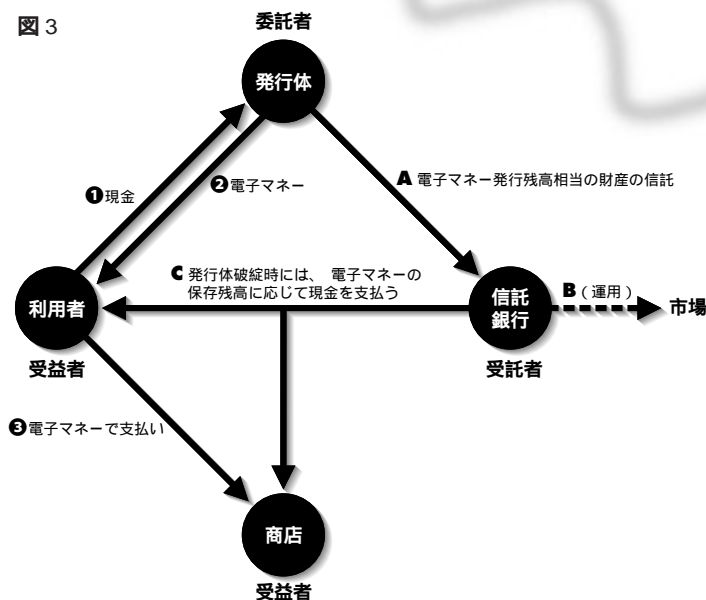 図3
委託者
発行体
❶現金
❷電子マネー
A 電子マネー発行残高相当の財産の信託
C 発行体破綻時には、 電子マネーの
保存残高に応じて現金を支払う
利用者
受益者
信託
銀行
受託者
B（運用）
市場
❸電子マネーで支払い
商店
受益者